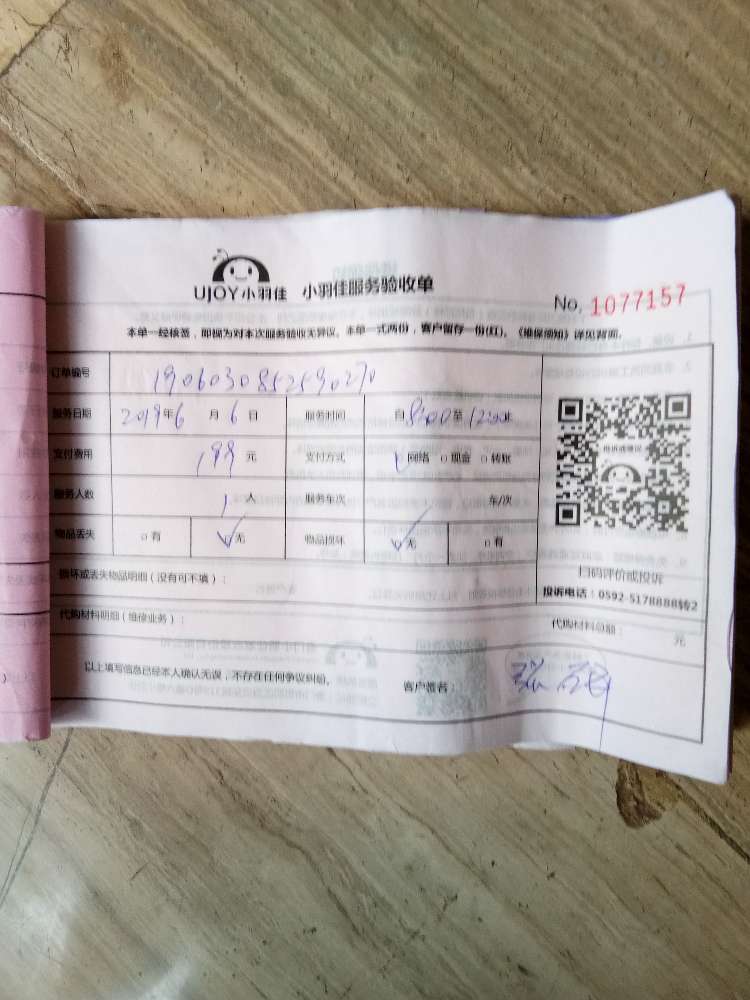 UJOY小羽佳 小羽佳服务验收单
No. 1077157
本单一经核签，即视为对本次服务验收无异议。本单一式两份，客户留存一份(红)。《维保须知》详见背面。
订单编号 1906030852590270
服务日期 2019年6月6日 服务时间 自8:00至12:00止
支付费用 199元 支付方式 ✓网络 □现金 □转账
服务人数 1人 服务车次 车/次
物品丢失 □有 ✓无 物品损坏 ✓无 □有
损坏或丢失物品明细（没有可不填）：
代购材料明细（维修业务）： 代购材料总额： 元
以上填写信息已经本人确认无误，不存在任何争议纠纷。 客户签名：
投诉或建议
扫码评价或投诉
投诉电话：0592-5178888转2